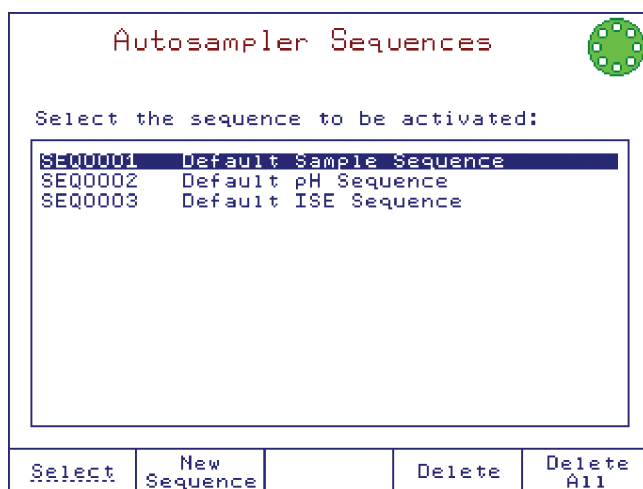 Autosampler Sequences
Select the sequence to be activated:
SEQ0001 Default Sample Sequence
SEQ0002 Default pH Sequence
SEQ0003 Default ISE Sequence
Select
New
Sequence
Delete
Delete
All